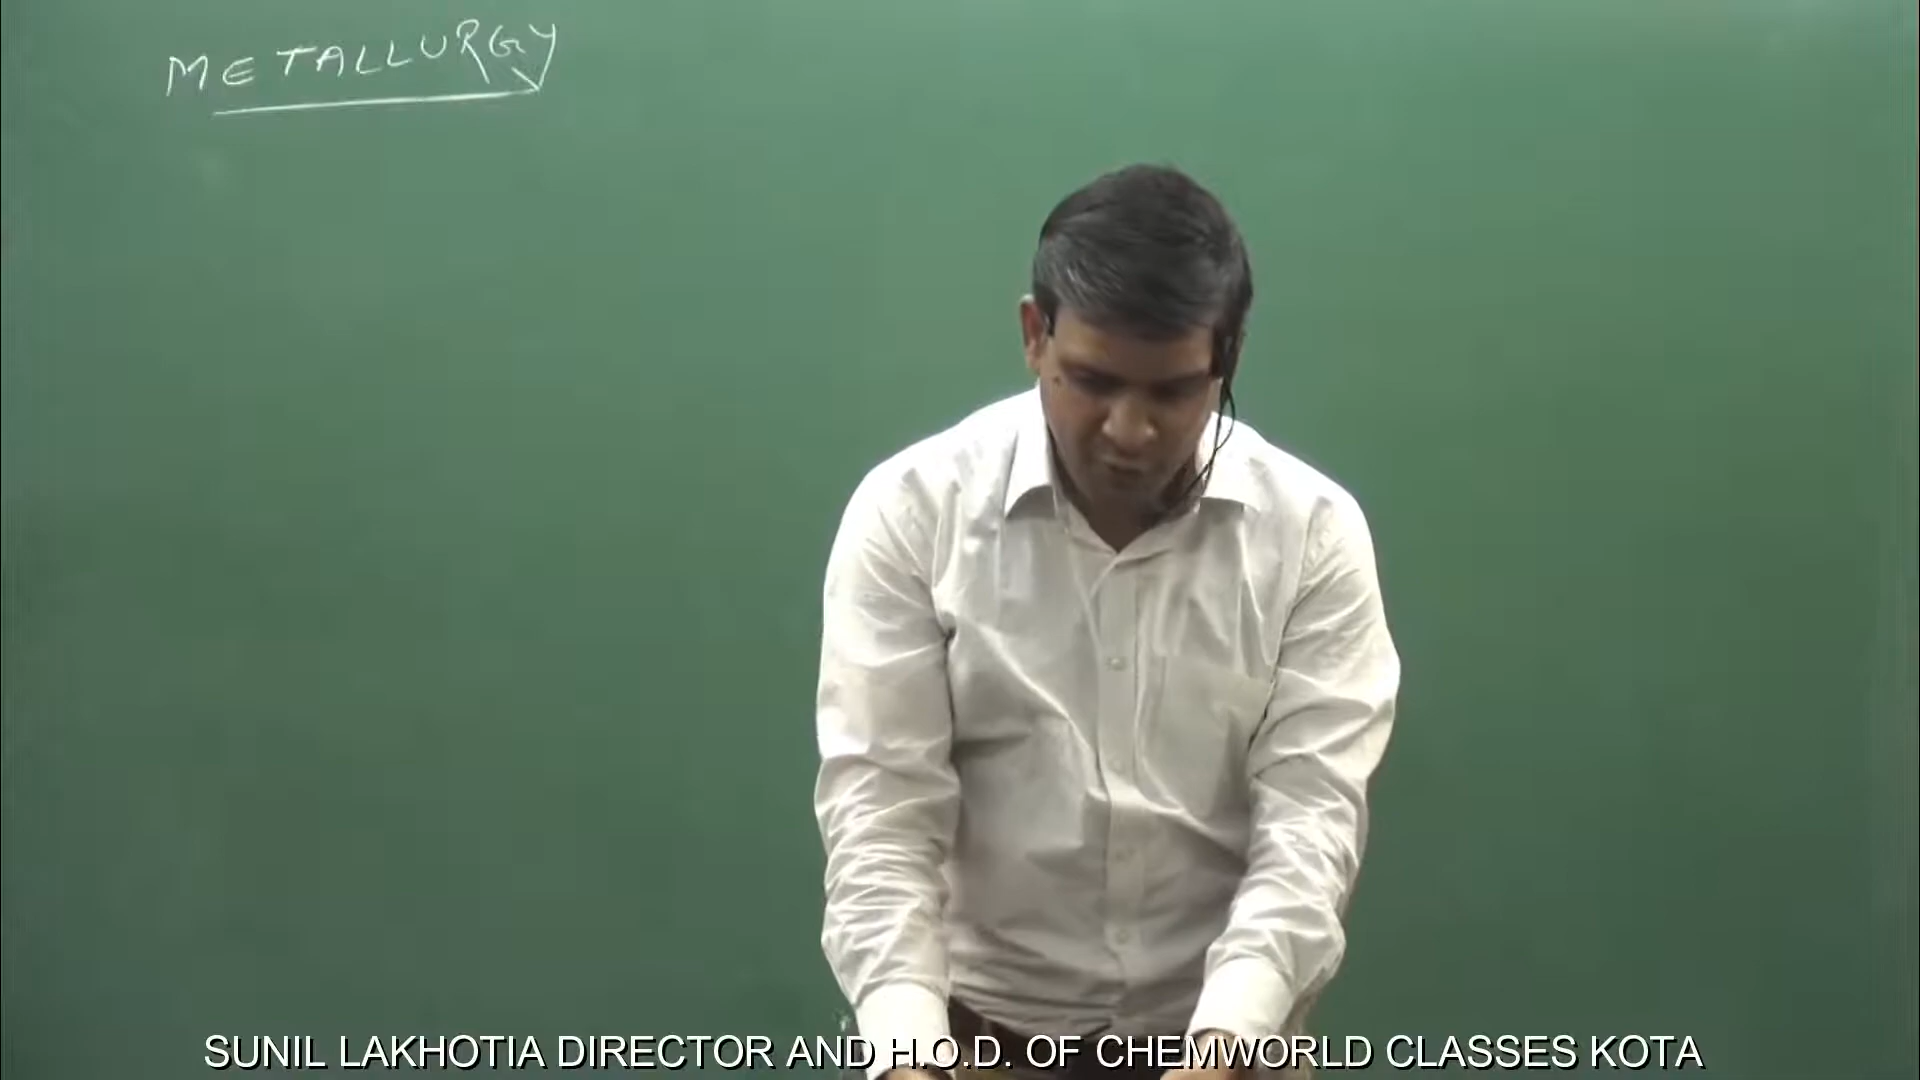 METALLURGY
SUNIL LAKHOTIA DIRECTOR AND H.O.D. OF CHEMWORLD CLASSES KOTA